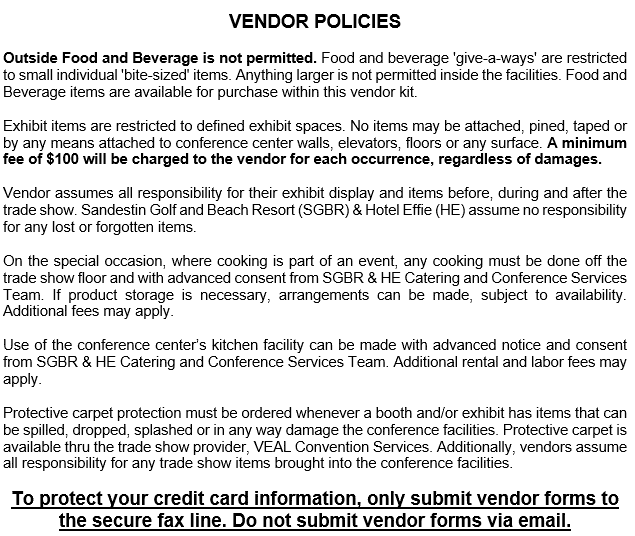 VENDOR POLICIES
Outside Food and Beverage is not permitted. Food and beverage 'give-a-ways' are restricted
to small individual 'bite-sized' items. Anything larger is not permitted inside the facilities. Food and
Beverage items are available for purchase within this vendor kit.
Exhibit items are restricted to defined exhibit spaces. No items may be attached, pined, taped or
by any means attached to conference center walls, elevators, floors or any surface. A minimum
fee of $100 will be charged to the vendor for each occurrence, regardless of damages.
Vendor assumes all responsibility for their exhibit display and items before, during and after the
trade show. Sandestin Golf and Beach Resort (SGBR) & Hotel Effie (HE) assume no responsibility
for any lost or forgotten items.
On the special occasion, where cooking is part of an event, any cooking must be done off the
trade show floor and with advanced consent from SGBR & HE Catering and Conference Services
Team. If product storage is necessary, arrangements can be made, subject to availability.
Additional fees may apply.
Use of the conference center's kitchen facility can be made with advanced notice and consent
from SGBR & HE Catering and Conference Services Team. Additional rental and labor fees may
apply.
Protective carpet protection must be ordered whenever a booth and/or exhibit has items that can
be spilled, dropped, splashed or in any way damage the conference facilities. Protective carpet is
available thru the trade show provider, VEAL Convention Services. Additionally, vendors assume
all responsibility for any trade show items brought into the conference facilities.
To protect your credit card information, only submit vendor forms to
the secure fax line. Do not submit vendor forms via email.